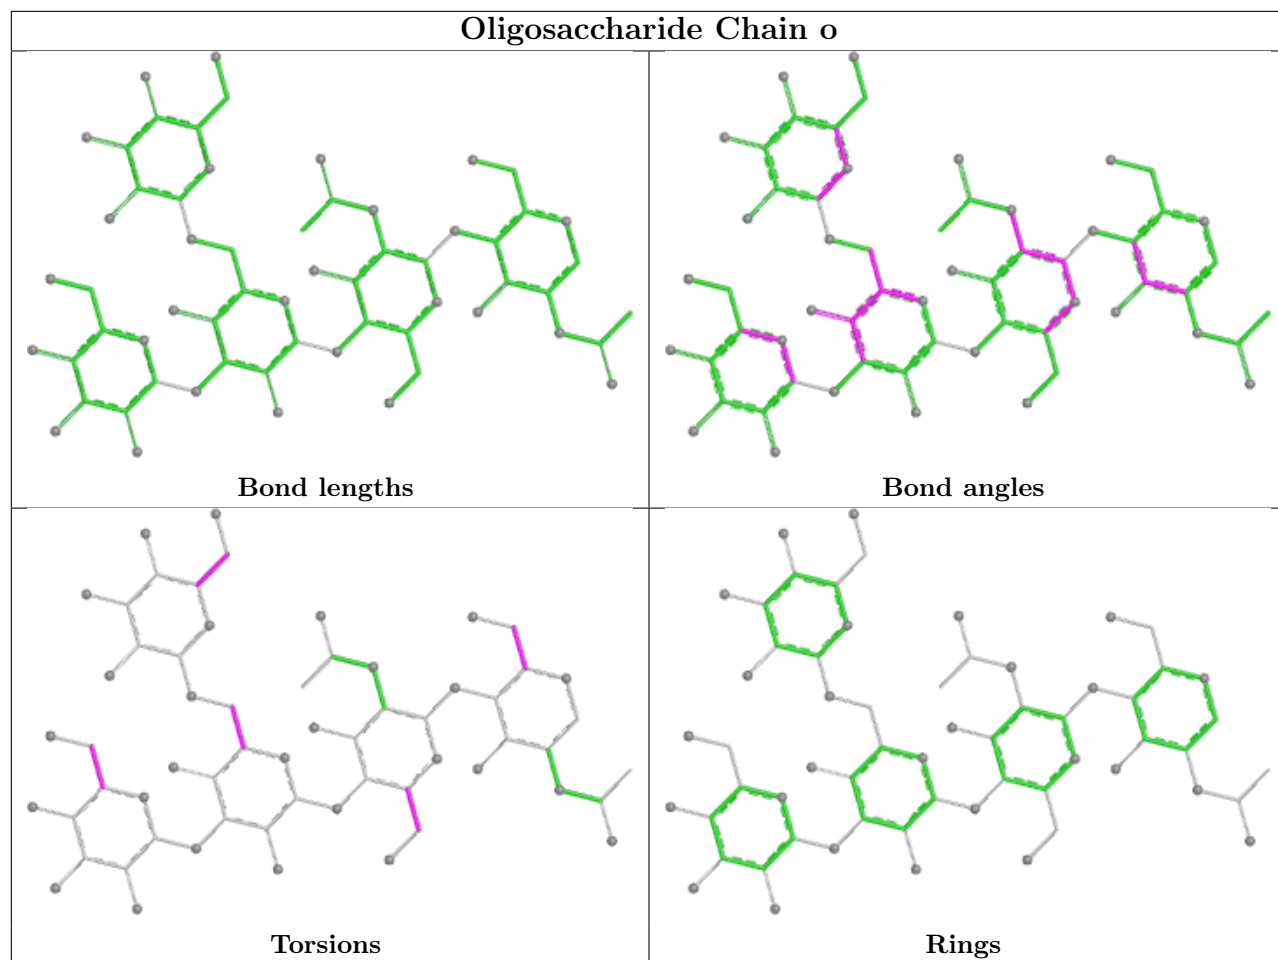 Oligosaccharide Chain o
Bond lengths
Bond angles
Torsions
Rings